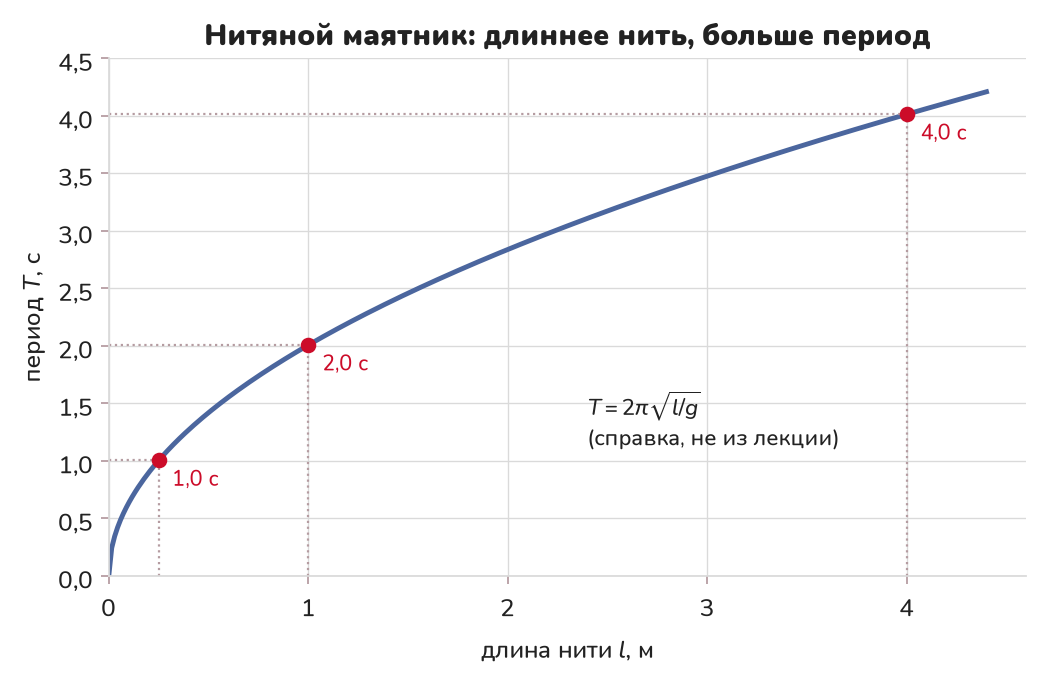 Нитяной маятник: длиннее нить, больше период
период T, с
4,5
4,0
3,5
3,0
2,5
2,0
1,5
1,0
0,5
0,0
4,0 с
2,0 с
1,0 с
T = 2π√l/g
(справка, не из лекции)
0 1 2 3 4
длина нити l, м